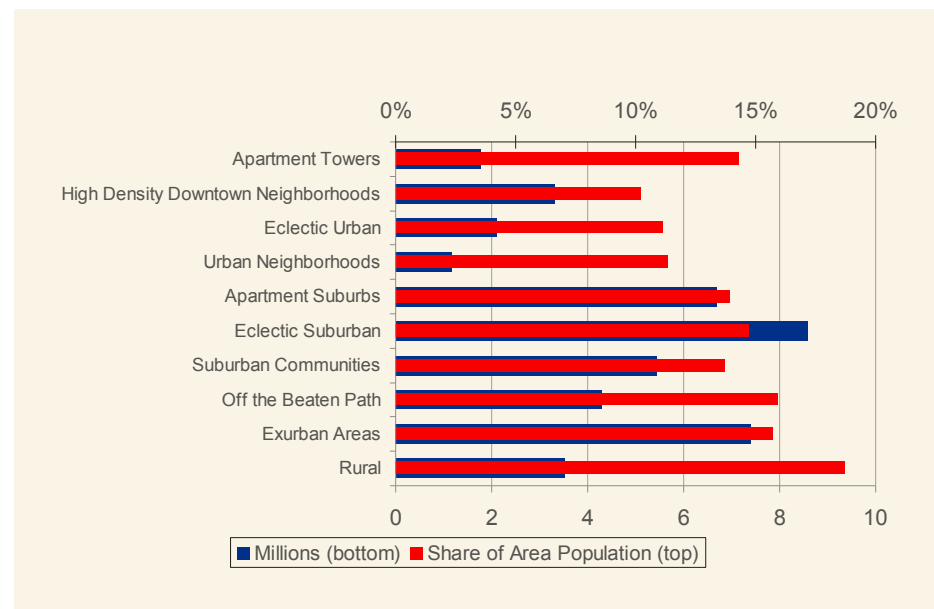 0% 5% 10% 15% 20%
Apartment Towers
High Density Downtown Neighborhoods
Eclectic Urban
Urban Neighborhoods
Apartment Suburbs
Eclectic Suburban
Suburban Communities
Off the Beaten Path
Exurban Areas
Rural
0 2 4 6 8 10
Millions (bottom) Share of Area Population (top)